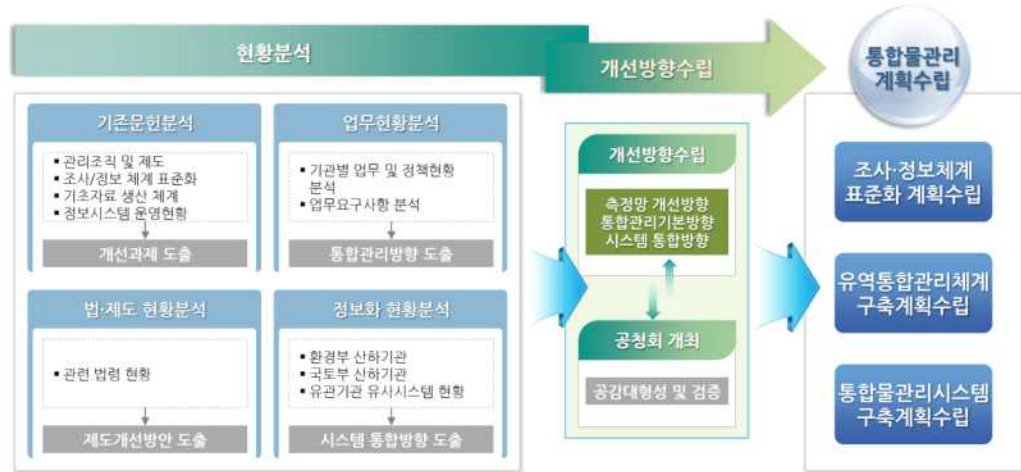 현황분석
개선방향수립
통합물관리
계획수립
기존문헌분석
▪ 관리조직 및 제도
▪ 조사/정보 체계 표준화
▪ 기초자료 생산 체계
▪ 정보시스템 운영현황
개선과제 도출
업무현황분석
▪ 기관별 업무 및 정책현황
분석
▪ 업무요구사항 분석
통합관리방향 도출
법·제도 현황분석
▪ 관련 법령 현황
제도개선방안 도출
정보화 현황분석
▪ 환경부 산하기관
▪ 국토부 산하기관
▪ 유관기관 유사시스템 현황
시스템 통합방향 도출
개선방향수립
측정망 개선방향
통합관리기본방향
시스템 통합방향
공청회 개최
공감대형성 및 검증
조사·정보체계
표준화 계획수립
유역통합관리체계
구축계획수립
통합물관리시스템
구축계획수립